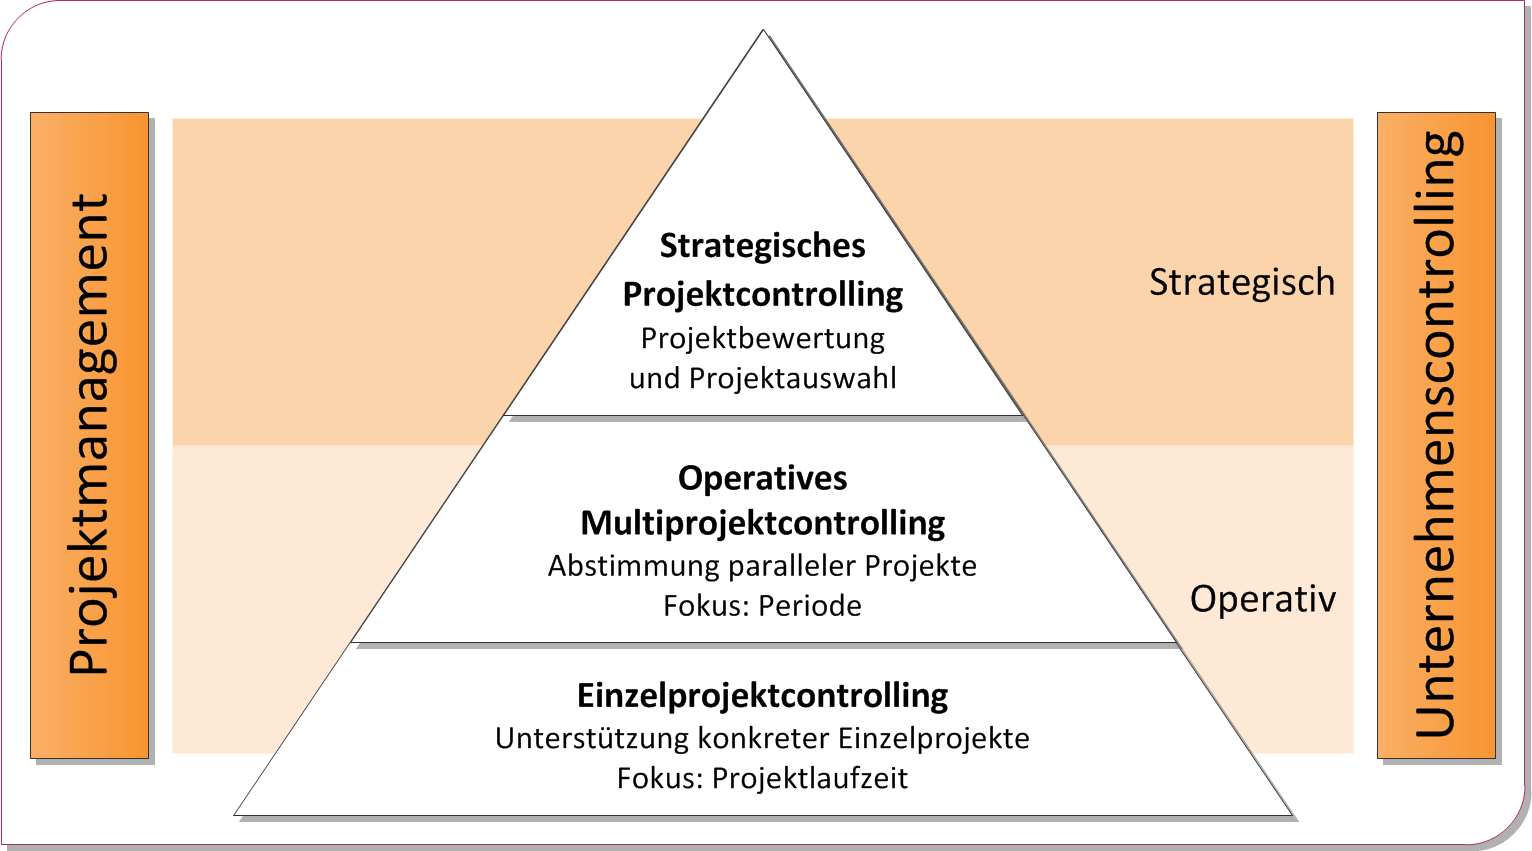 Projektmanagement
Strategisches
Projektcontrolling
Projektbewertung
und Projektauswahl
Operatives
Multiprojektcontrolling
Abstimmung paralleler Projekte
Fokus: Periode
Einzelprojektcontrolling
Unterstützung konkreter Einzelprojekte
Fokus: Projektlaufzeit
Strategisch
Operativ
Unternehmenscontrolling